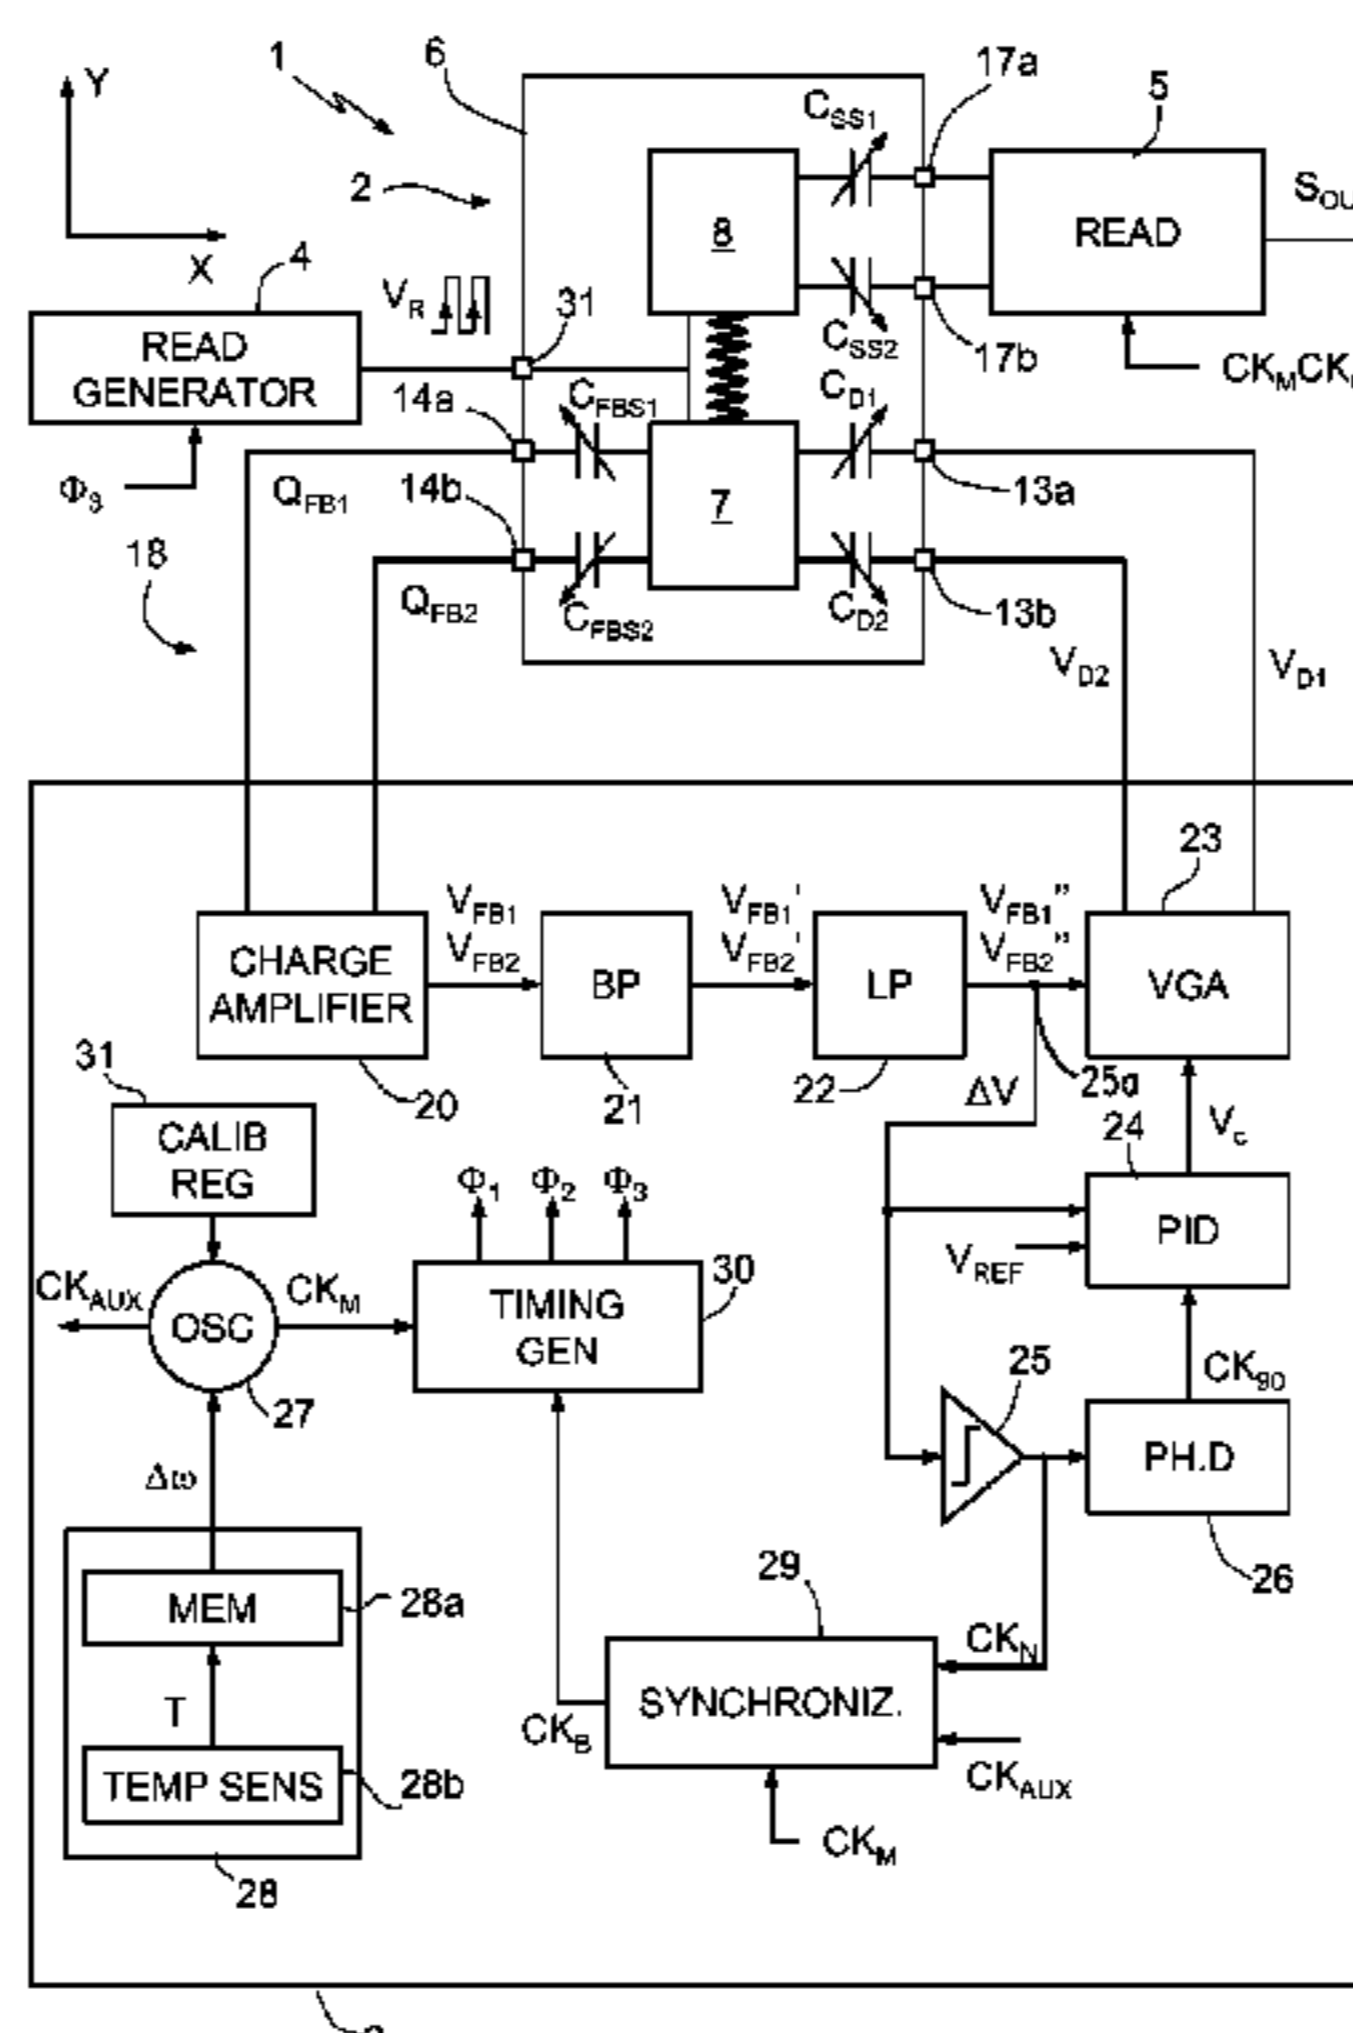 1
6
17a
5
Y
C_SS1
2
8
READ
S_OU
X
4
V_R
31
C_SS2
17b
CK_M CK
READ
GENERATOR
14a
C_FBS1
C_D1
Φ_3
Q_FB1
14b
7
13a
18
Q_FB2
C_FBS2
C_D2
13b
V_D2
V_D1
23
V_FB1
V_FB2
V_FB1'
V_FB2'
V_FB1"
V_FB2"
CHARGE
AMPLIFIER
BP
LP
VGA
31
20
21
22
ΔV
25a
CALIB
REG
Φ_1
Φ_2
Φ_3
24
V_c
PID
V_REF
CK_AUX
OSC
CK_M
TIMING
GEN
30
27
25
CK_90
Δω
PH.D
26
MEM
28a
29
CK_N
T
SYNCHRONIZ.
CK_B
TEMP SENS
28b
CK_AUX
CK_M
28